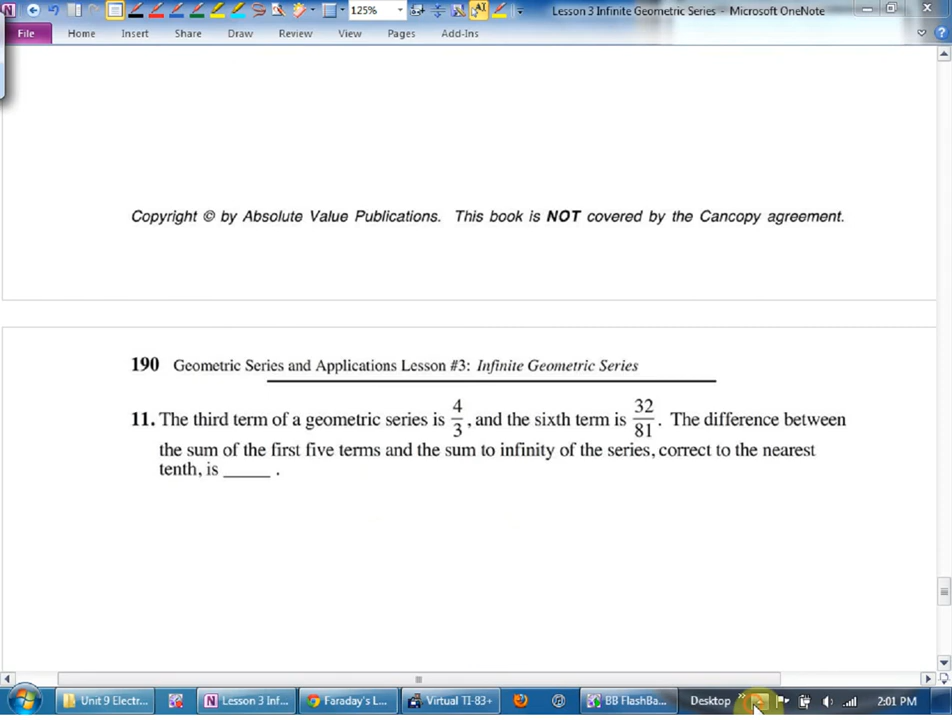 125%
Lesson 3 Infinite Geometric Series - Microsoft OneNote
File Home Insert Share Draw Review View Pages Add-Ins
Copyright © by Absolute Value Publications. This book is NOT covered by the Cancopy agreement.
190 Geometric Series and Applications Lesson #3: Infinite Geometric Series
11. The third term of a geometric series is 4/3, and the sixth term is 32/81. The difference between
the sum of the first five terms and the sum to infinity of the series, correct to the nearest
tenth, is _____ .
Unit 9 Electr... Lesson 3 Inf... Faraday's L... Virtual TI-83+ BB FlashBa... Desktop 2:01 PM